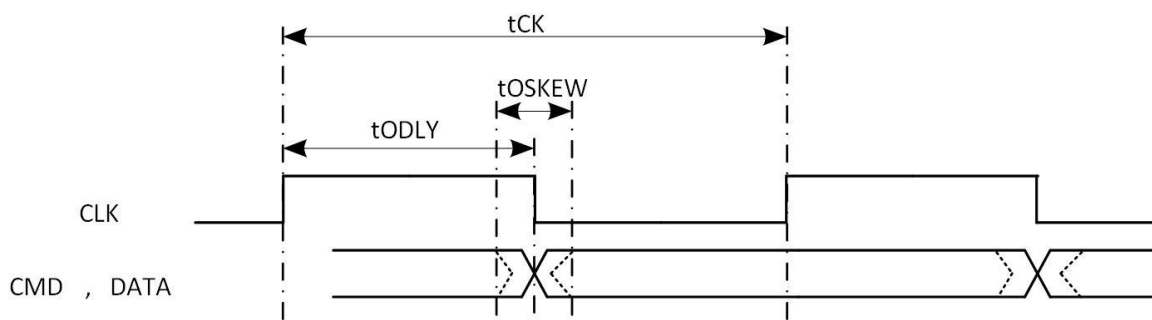 tCK
tOSKEW
tODLY
CLK
CMD , DATA